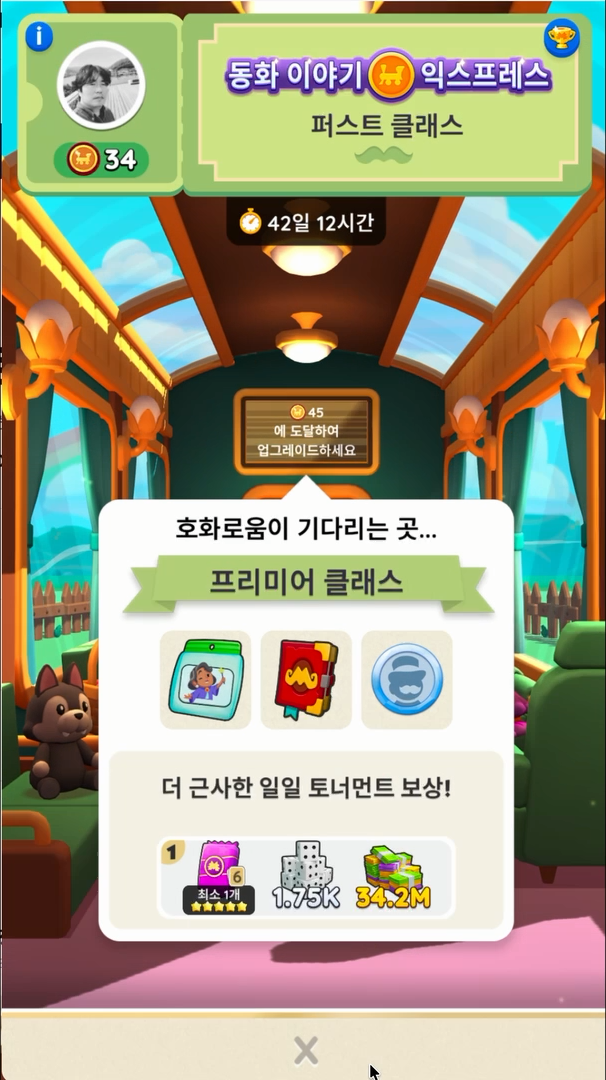 동화 이야기 익스프레스
퍼스트 클래스
34
42일 12시간
45
에 도달하여
업그레이드하세요
호화로움이 기다리는 곳...
프리미어 클래스
더 근사한 일일 토너먼트 보상!
1
6
최소 1개
1.75K
34.2M
X